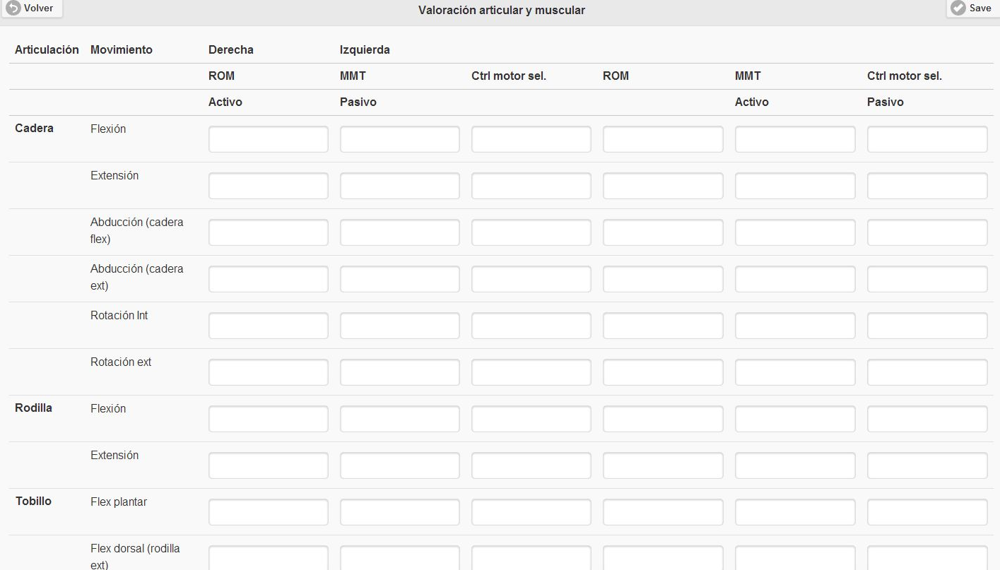 Volver
Valoración articular y muscular
Save
Articulación Movimiento Derecha Izquierda
ROM MMT Ctrl motor sel. ROM MMT Ctrl motor sel.
Activo Pasivo Activo Pasivo
Cadera Flexión
Extensión
Abducción (cadera
flex)
Abducción (cadera
ext)
Rotación Int
Rotación ext
Rodilla Flexión
Extensión
Tobillo Flex plantar
Flex dorsal (rodilla
ext)